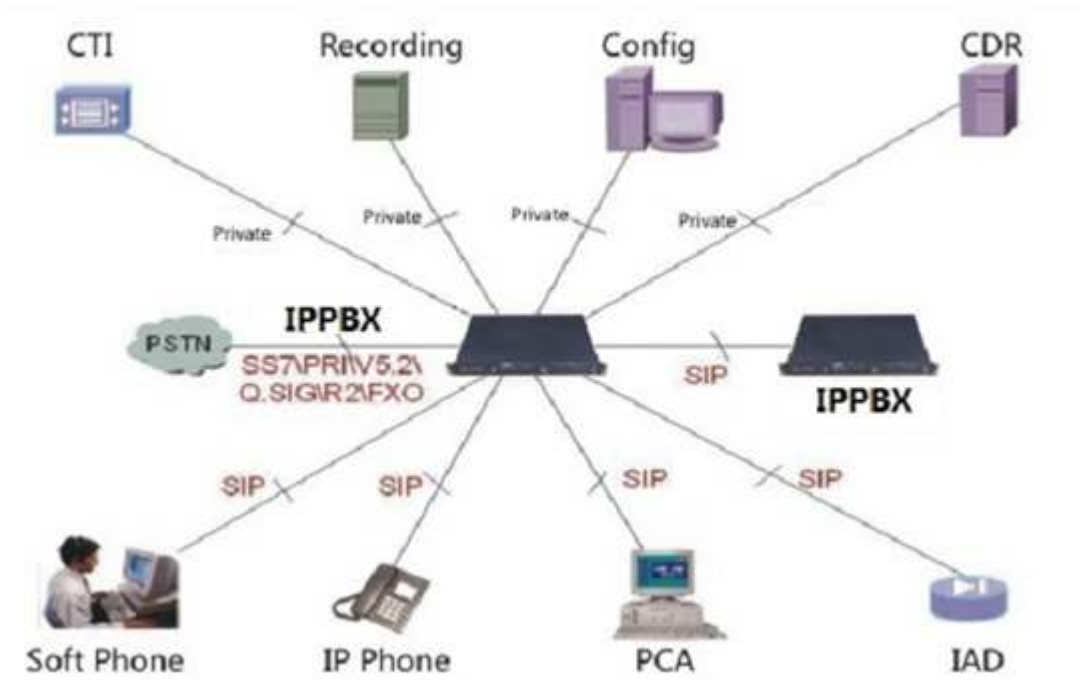 CTI
Recording
Config
CDR
Private
Private
Private
Private
PSTN
IPPBX
SS7\PRI\V5.2\
Q.SIG\R2\FXO
SIP
IPPBX
SIP
SIP
SIP
SIP
Soft Phone
IP Phone
PCA
IAD